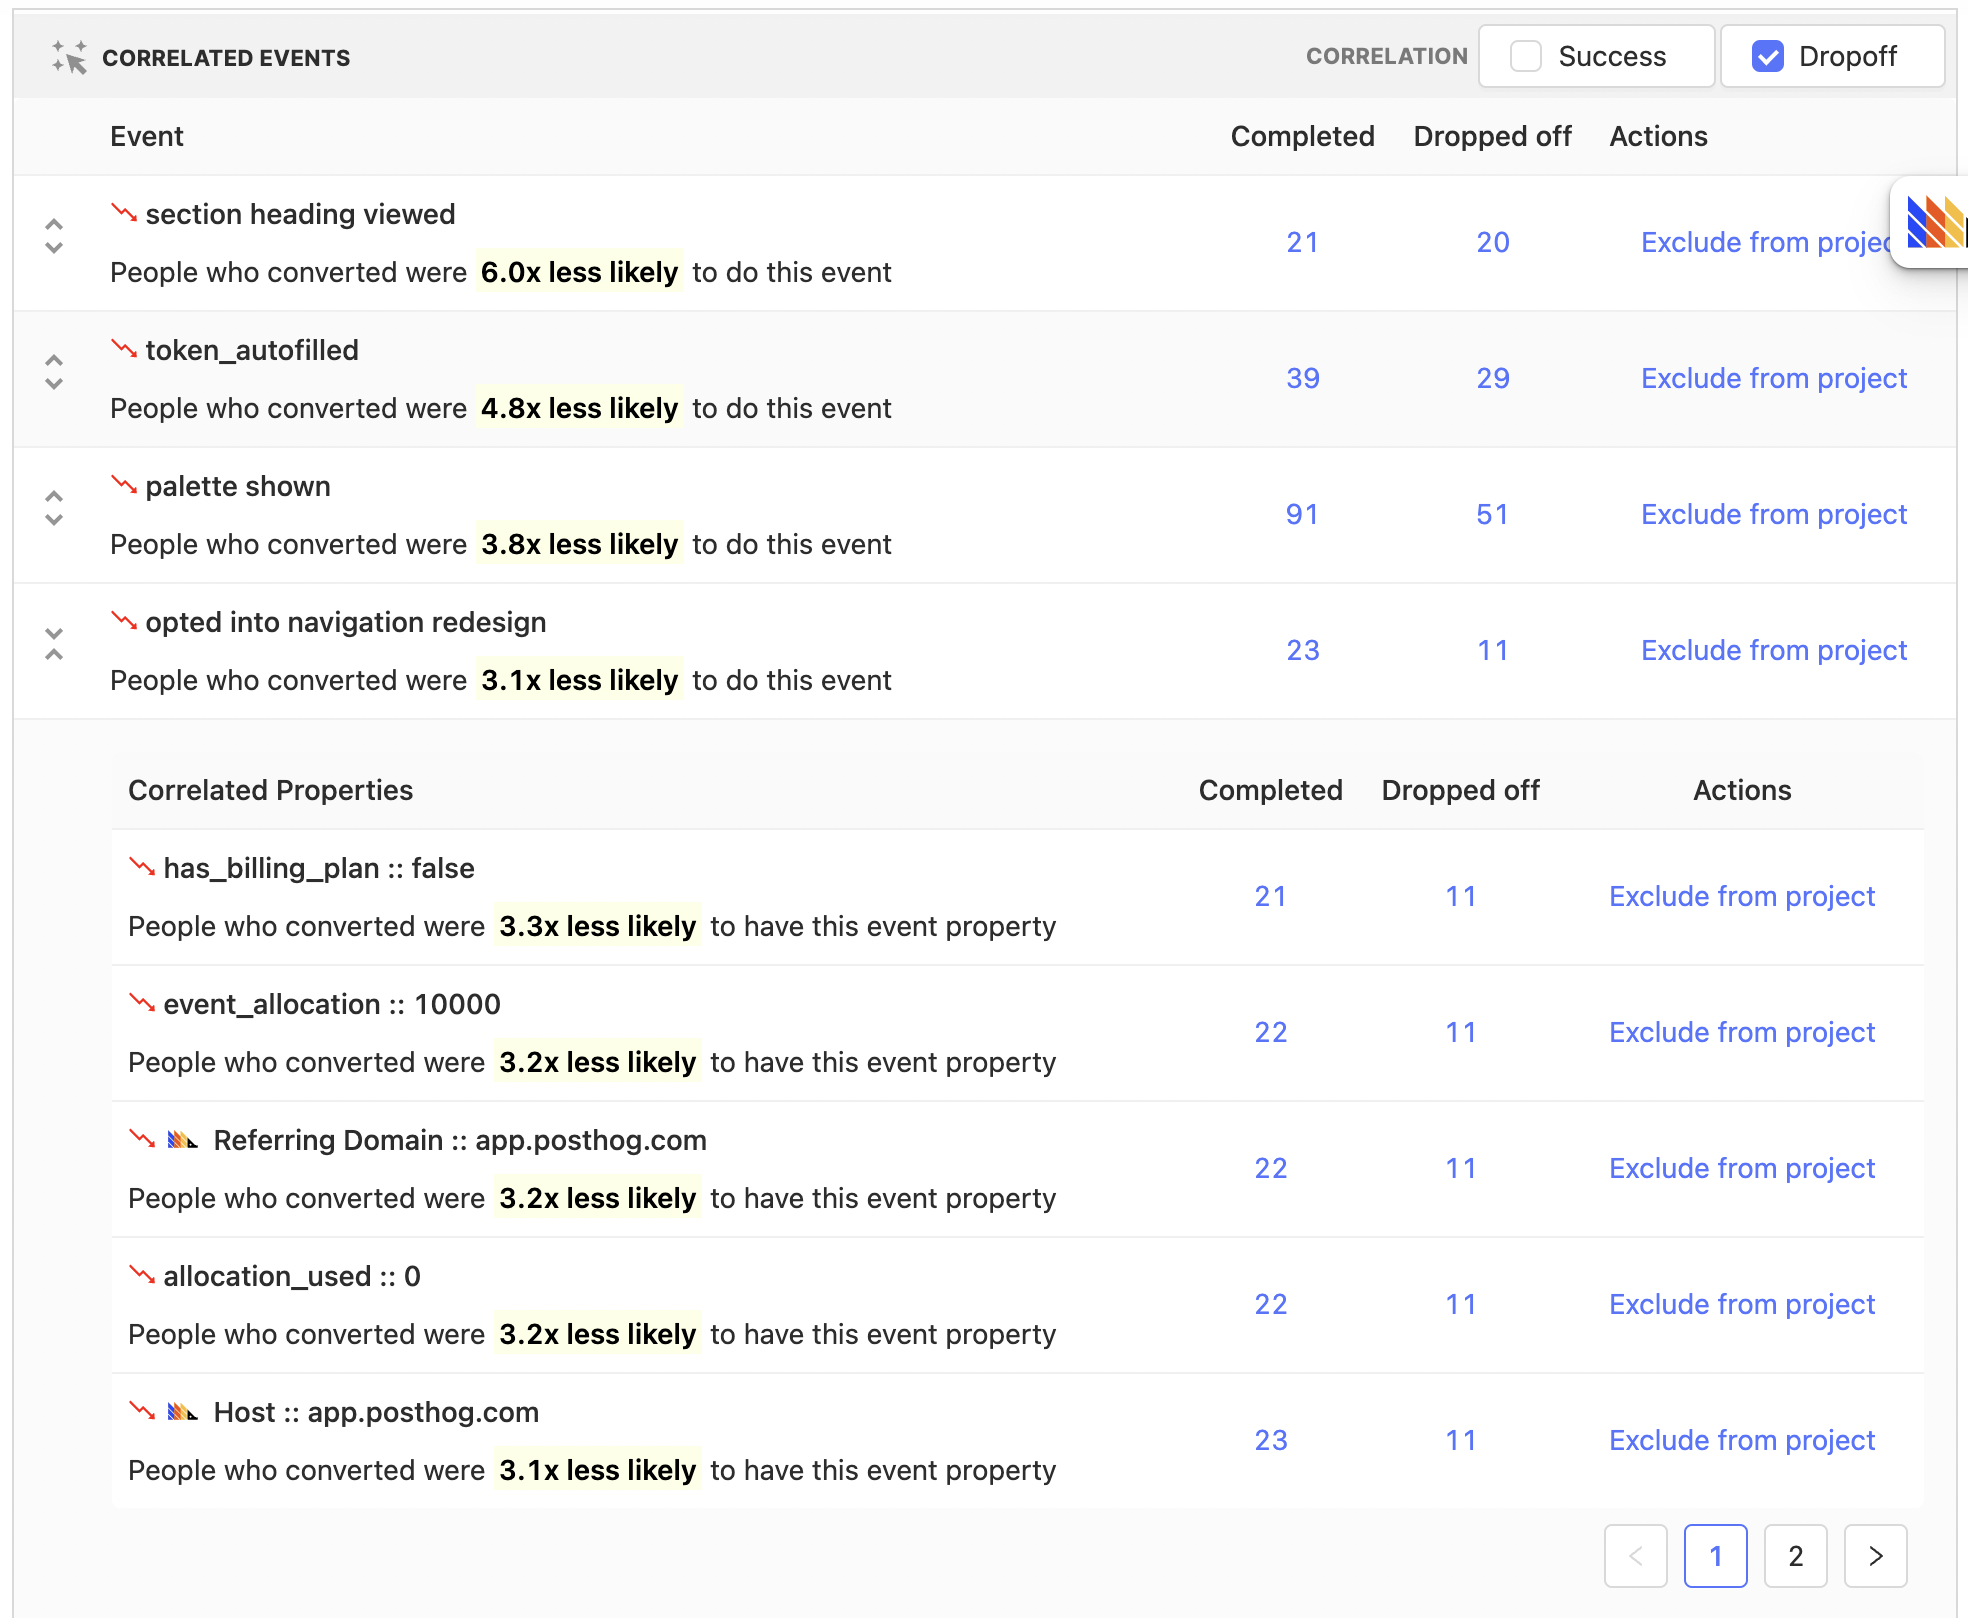 CORRELATED EVENTS CORRELATION Success Dropoff
Event Completed Dropped off Actions
section heading viewed
21 20 Exclude from projec
People who converted were 6.0x less likely to do this event
token_autofilled
39 29 Exclude from project
People who converted were 4.8x less likely to do this event
palette shown
91 51 Exclude from project
People who converted were 3.8x less likely to do this event
opted into navigation redesign
23 11 Exclude from project
People who converted were 3.1x less likely to do this event
Correlated Properties Completed Dropped off Actions
has_billing_plan :: false
21 11 Exclude from project
People who converted were 3.3x less likely to have this event property
event_allocation :: 10000
22 11 Exclude from project
People who converted were 3.2x less likely to have this event property
Referring Domain :: app.posthog.com
22 11 Exclude from project
People who converted were 3.2x less likely to have this event property
allocation_used :: 0
22 11 Exclude from project
People who converted were 3.2x less likely to have this event property
Host :: app.posthog.com
23 11 Exclude from project
People who converted were 3.1x less likely to have this event property
< 1 2 >